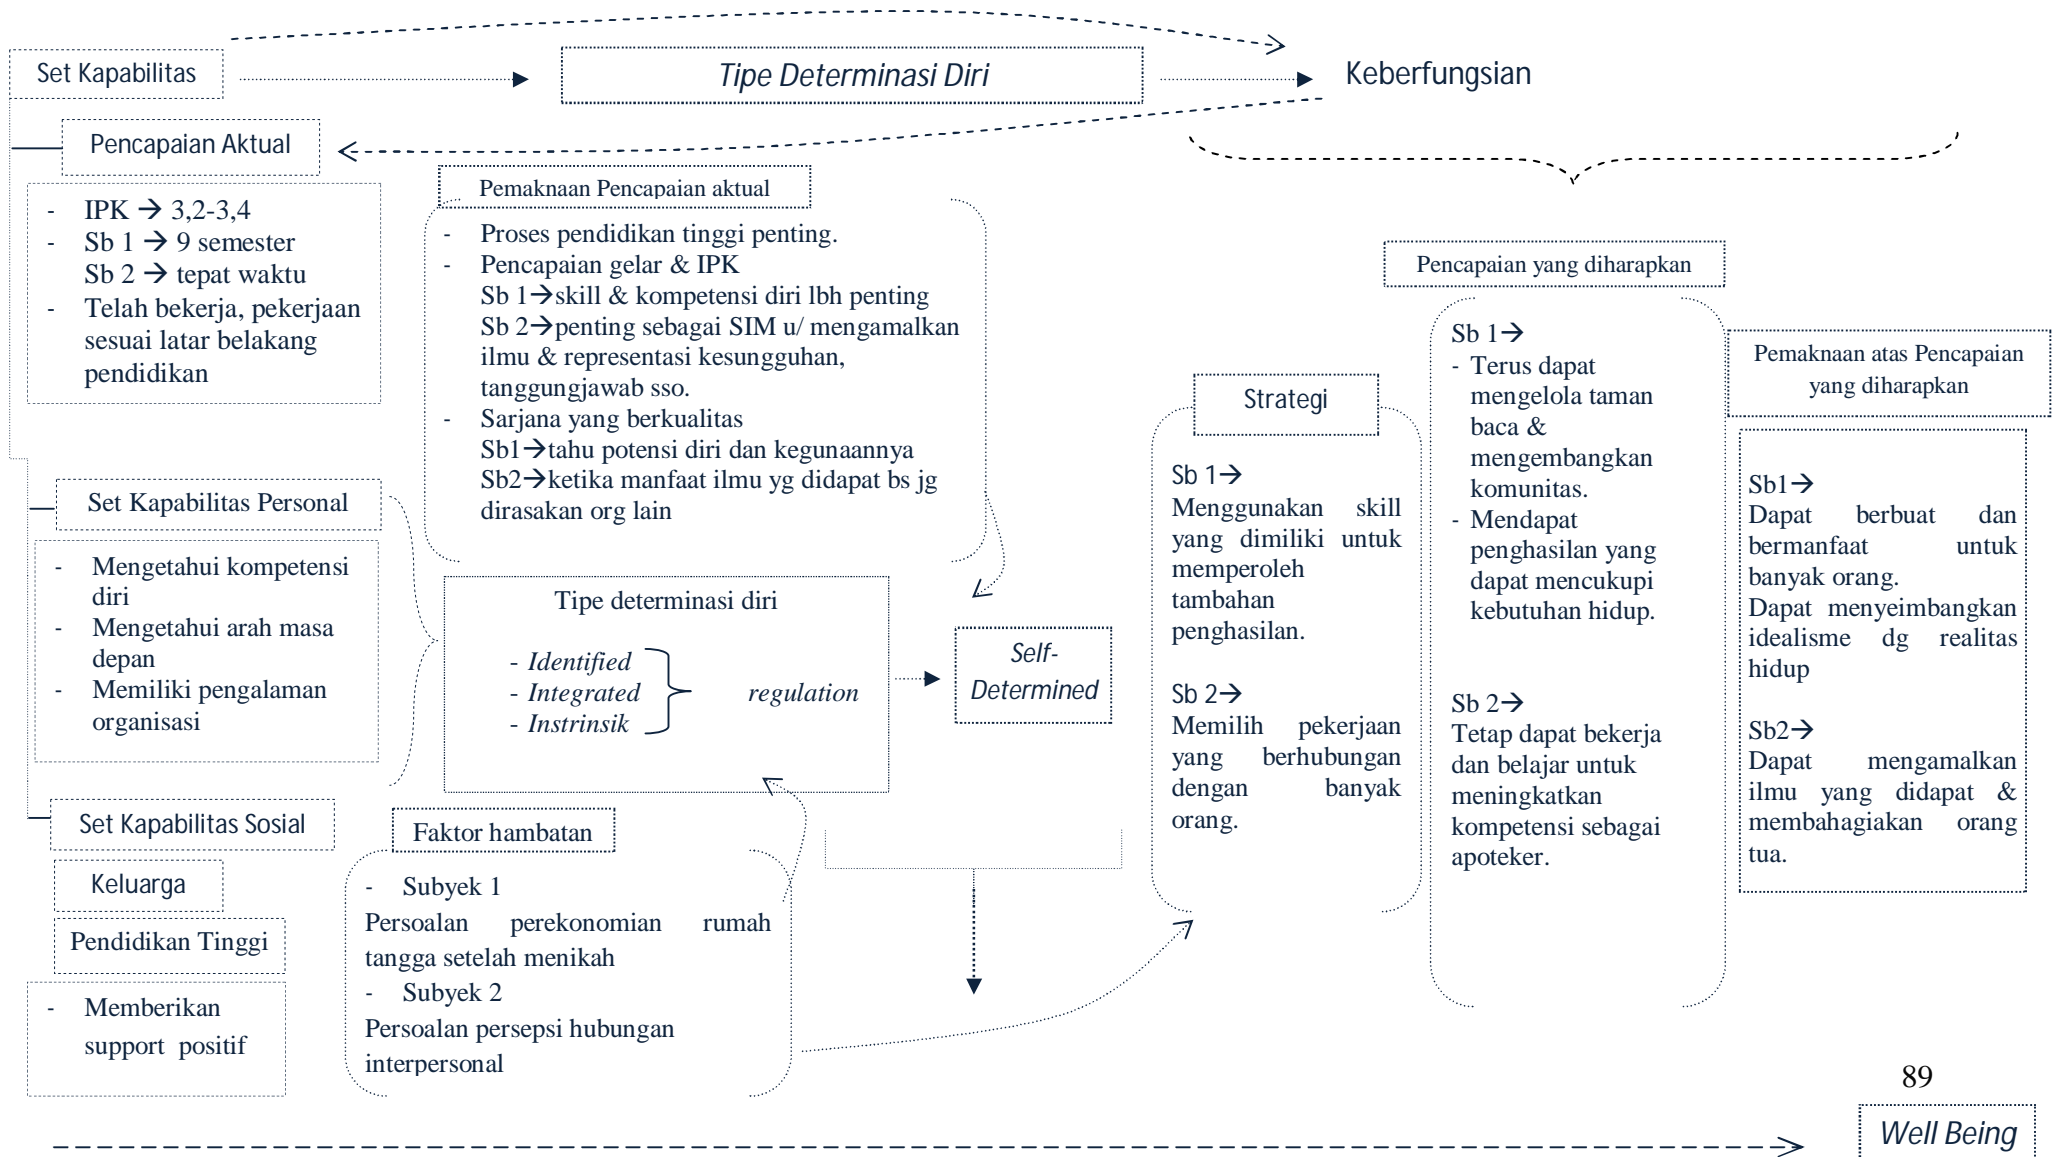 Set Kapabilitas
Tipe Determinasi Diri
Keberfungsian
Pencapaian Aktual
- IPK → 3,2-3,4
- Sb 1 → 9 semester
Sb 2 → tepat waktu
- Telah bekerja, pekerjaan
sesuai latar belakang
pendidikan
Pemaknaan Pencapaian aktual
- Proses pendidikan tinggi penting.
- Pencapaian gelar & IPK
Sb 1→skill & kompetensi diri lbh penting
Sb 2→penting sebagai SIM u/ mengamalkan
ilmu & representasi kesungguhan,
tanggungjawab sso.
- Sarjana yang berkualitas
Sb1→tahu potensi diri dan kegunaannya
Sb2→ketika manfaat ilmu yg didapat bs jg
dirasakan org lain
Set Kapabilitas Personal
- Mengetahui kompetensi
diri
- Mengetahui arah masa
depan
- Memiliki pengalaman
organisasi
Tipe determinasi diri
- Identified
- Integrated
- Instrinsik
regulation
Self-
Determined
Set Kapabilitas Sosial
Keluarga
Pendidikan Tinggi
- Memberikan
support positif
Faktor hambatan
- Subyek 1
Persoalan perekonomian rumah
tangga setelah menikah
- Subyek 2
Persoalan persepsi hubungan
interpersonal
Strategi
Sb 1→
Menggunakan skill
yang dimiliki untuk
memperoleh
tambahan
penghasilan.
Sb 2→
Memilih pekerjaan
yang berhubungan
dengan banyak
orang.
Pencapaian yang diharapkan
Sb 1→
- Terus dapat
mengelola taman
baca &
mengembangkan
komunitas.
- Mendapat
penghasilan yang
dapat mencukupi
kebutuhan hidup.
Sb 2→
Tetap dapat bekerja
dan belajar untuk
meningkatkan
kompetensi sebagai
apoteker.
Pemaknaan atas Pencapaian
yang diharapkan
Sb1→
Dapat berbuat dan
bermanfaat untuk
banyak orang.
Dapat menyeimbangkan
idealisme dg realitas
hidup
Sb2→
Dapat mengamalkan
ilmu yang didapat &
membahagiakan orang
tua.
89
Well Being